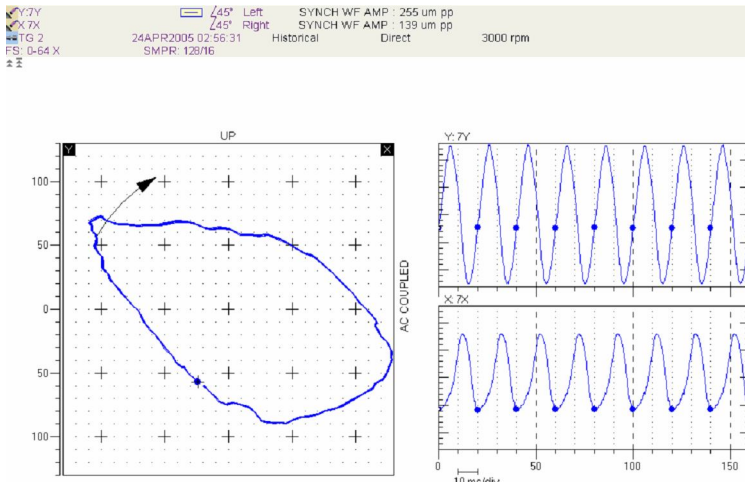 Y:7Y ∠45° Left SYNCH WF AMP : 255 um pp
X:7X ∠45° Right SYNCH WF AMP : 139 um pp
TG 2 24APR2005 02:56:31 Historical Direct 3000 rpm
FS: 0-64 X SMPR: 128/16
UP
Y X
100
50
0
50
100
AC COUPLED
Y: 7Y
X: 7X
0 50 100 150
10 ms/div